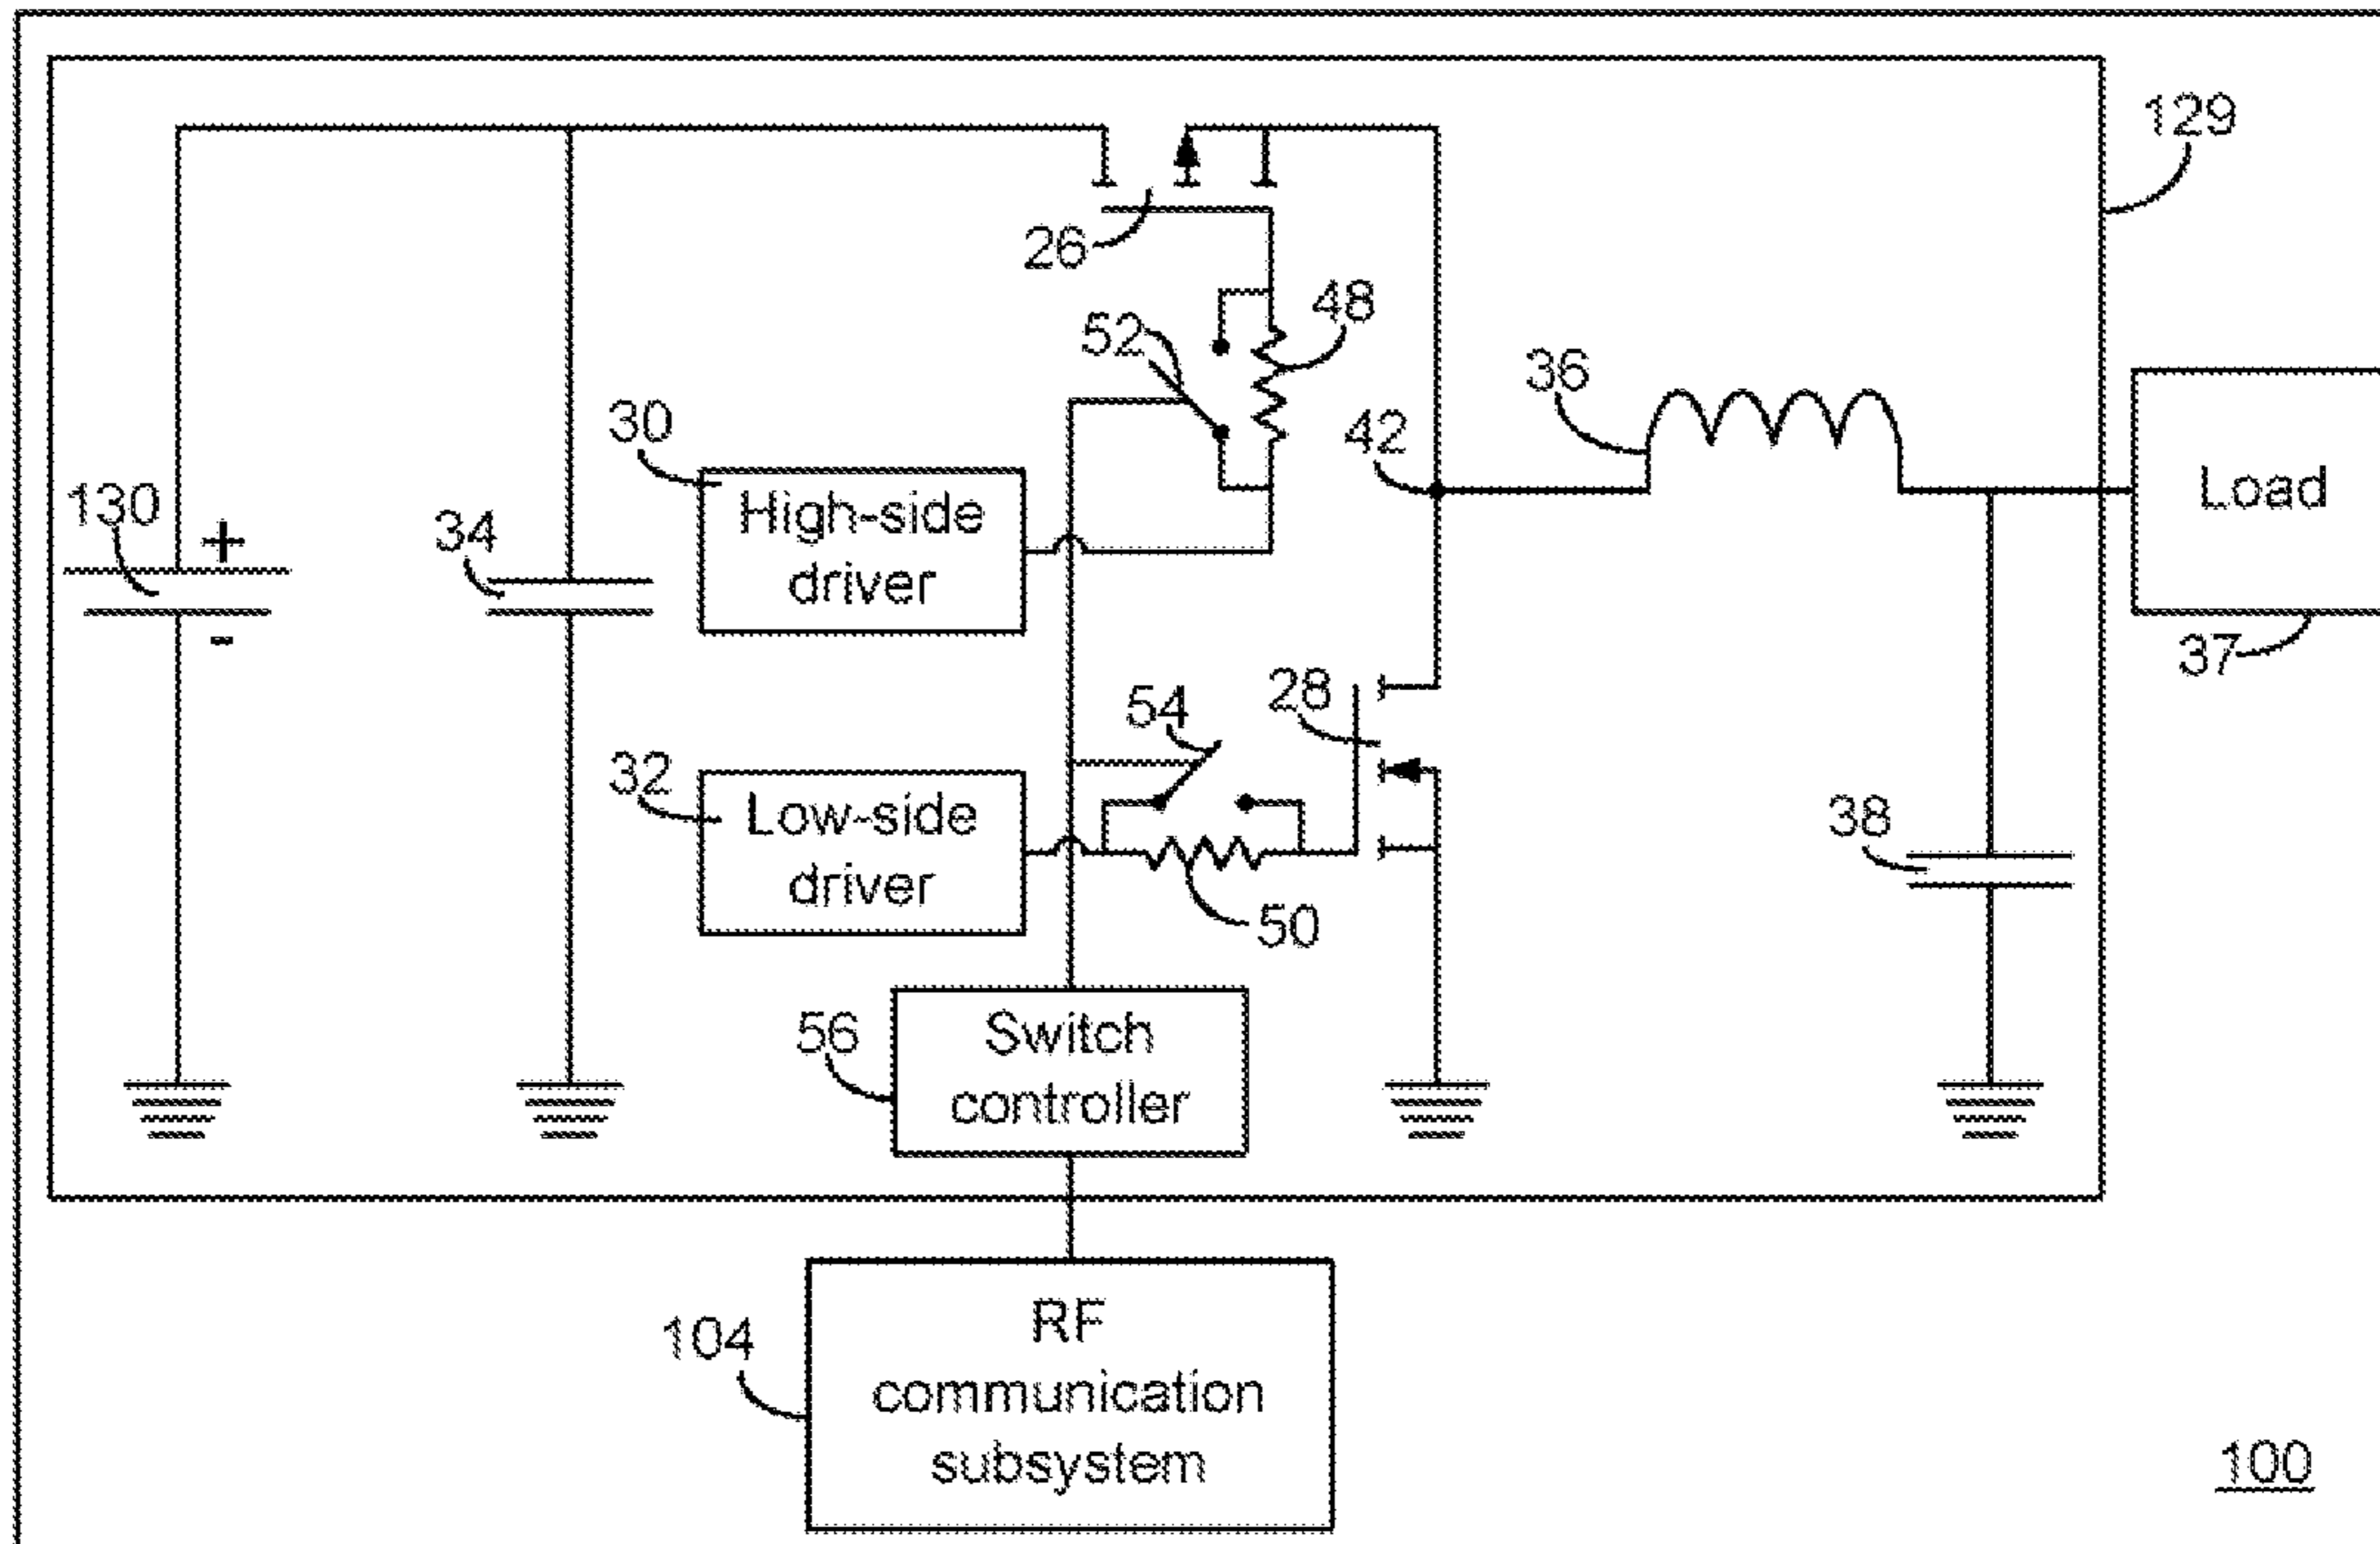 129
26
48
52
36
42
30
High-side
driver
Load
130
+
-
34
37
28
54
32
Low-side
driver
38
50
56
Switch
controller
104
RF
communication
subsystem
100